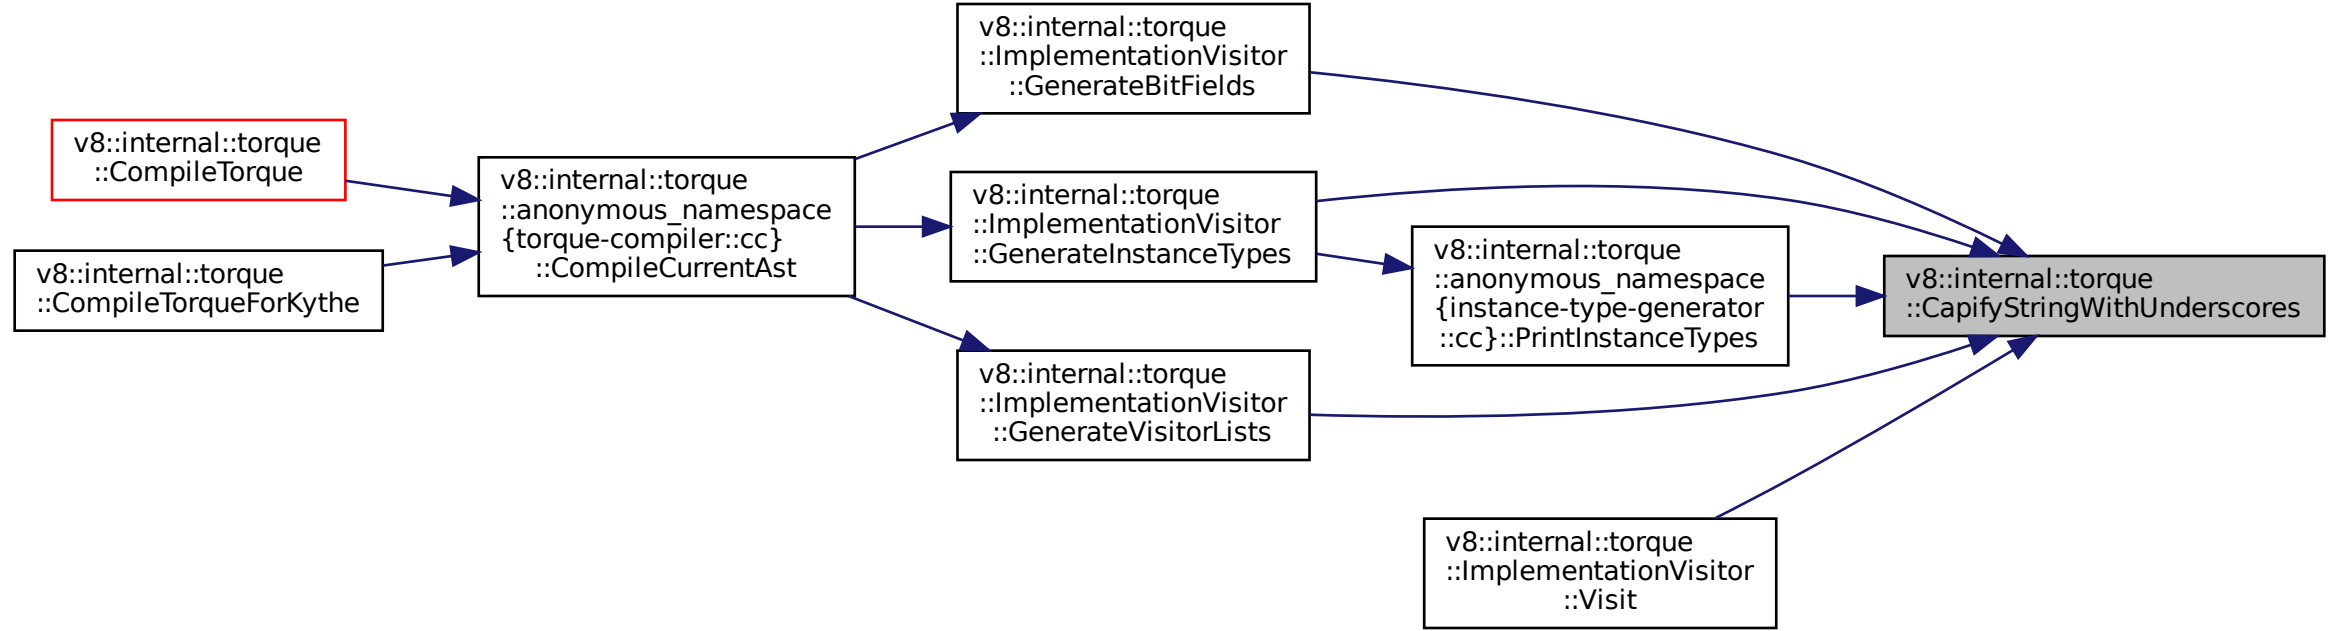 v8::internal::torque
::CompileTorque
v8::internal::torque
::CompileTorqueForKythe
v8::internal::torque
::anonymous_namespace
{torque-compiler::cc}
::CompileCurrentAst
v8::internal::torque
::ImplementationVisitor
::GenerateBitFields
v8::internal::torque
::ImplementationVisitor
::GenerateInstanceTypes
v8::internal::torque
::ImplementationVisitor
::GenerateVisitorLists
v8::internal::torque
::anonymous_namespace
{instance-type-generator
::cc}::PrintInstanceTypes
v8::internal::torque
::ImplementationVisitor
::Visit
v8::internal::torque
::CapifyStringWithUnderscores